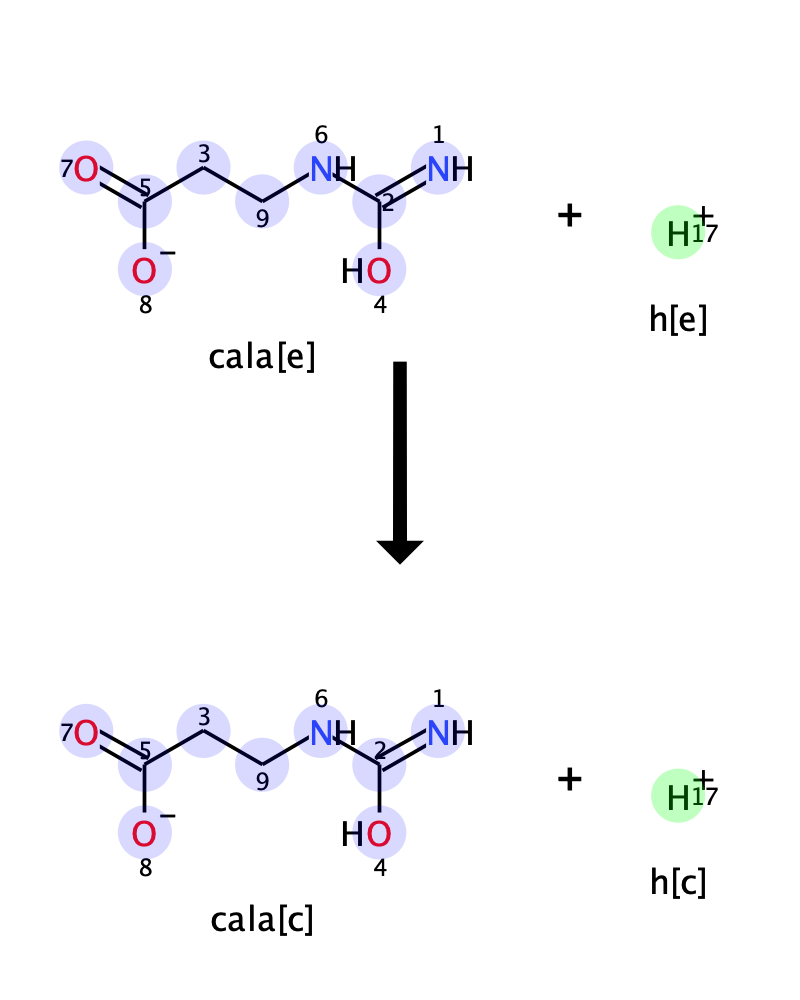 6 1
7O 5 3 NH NH
9 2
O− HO
8 4
+ H+17
cala[e] h[e]
6 1
7O 5 3 NH 2 NH
9
O− HO
8 4
+ H+17
cala[c] h[c]